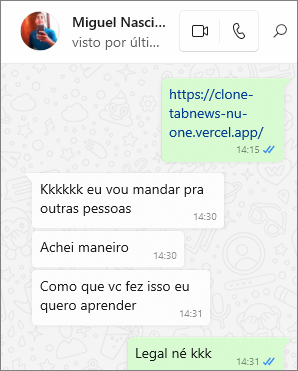 Miguel Nasci...
visto por últi...
https://clone-
tabnews-nu-
one.vercel.app/
14:15
Kkkkkk eu vou mandar pra
outras pessoas
14:30
Achei maneiro
14:30
Como que vc fez isso eu
quero aprender
14:31
Legal né kkk
14:31